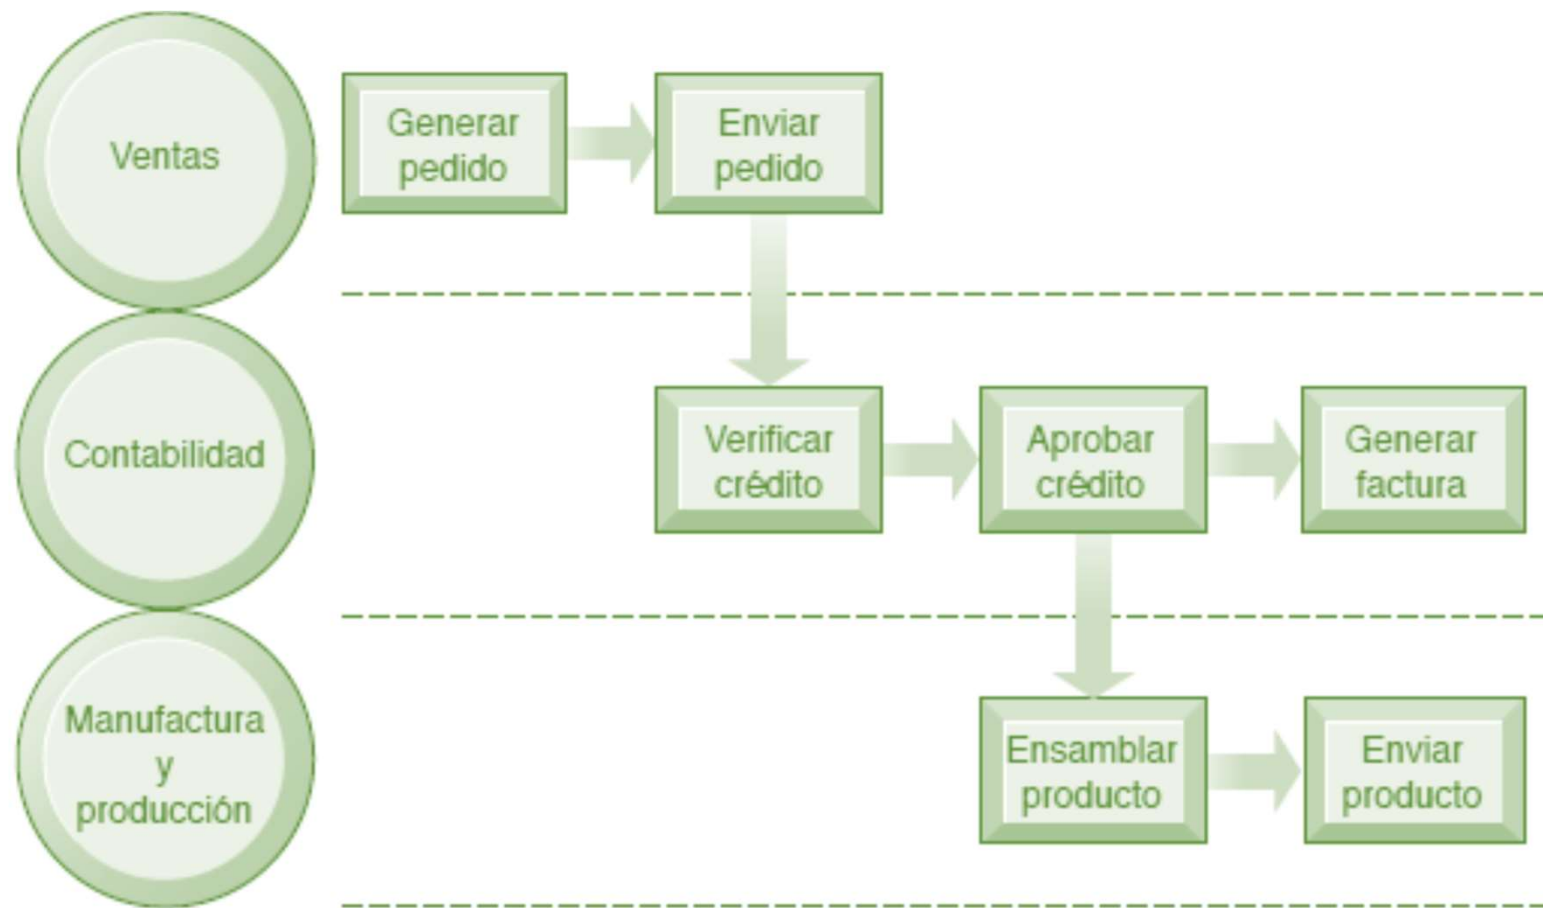 Ventas
Generar
pedido
Enviar
pedido
Contabilidad
Verificar
crédito
Aprobar
crédito
Generar
factura
Manufactura
y
producción
Ensamblar
producto
Enviar
producto